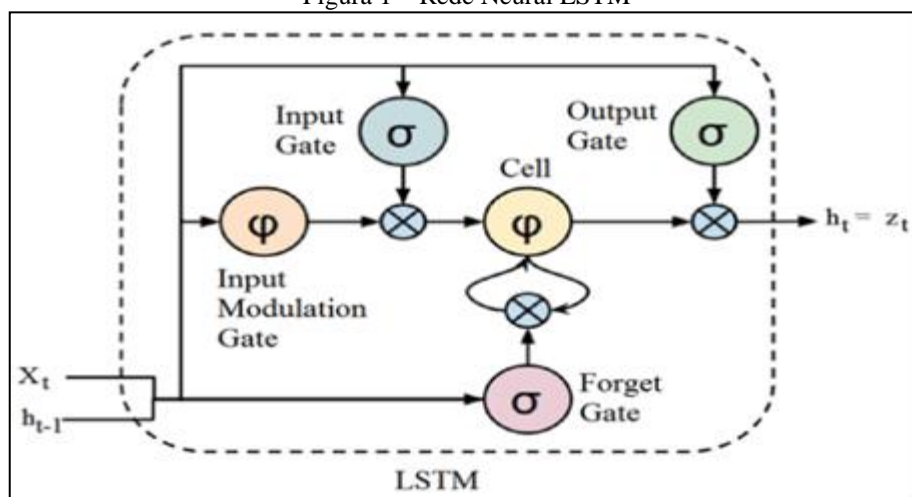 Figura 1 – Rede Neural LSTM
Input
Gate
σ
Output
Gate
σ
Cell
φ
φ
h_t = z_t
Input
Modulation
Gate
X_t
h_{t-1}
σ
Forget
Gate
LSTM